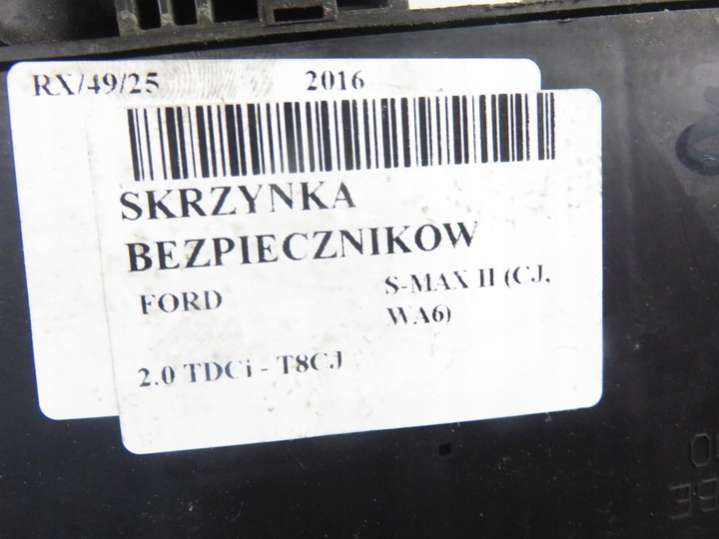 RX/49/25 2016
SKRZYNKA
BEZPIECZNIKOW
FORD S-MAX II (CJ,
WA6)
2.0 TDCi - T8CJ